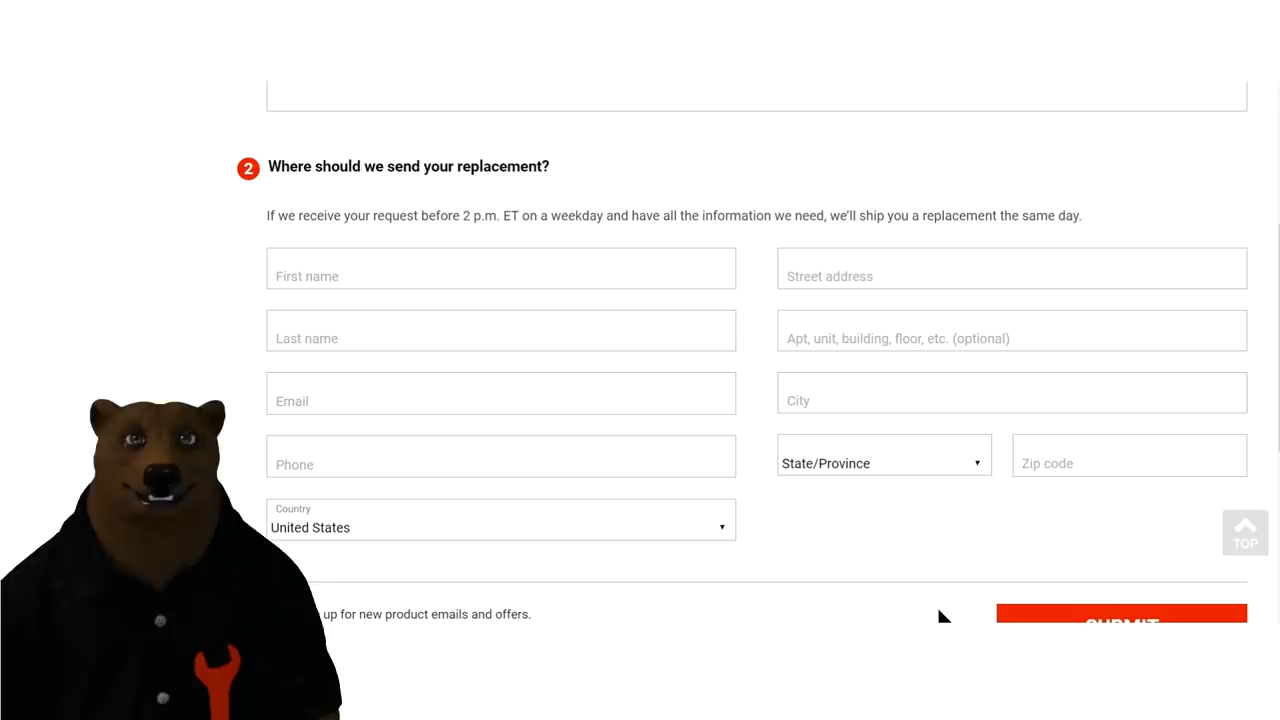 2 Where should we send your replacement?
If we receive your request before 2 p.m. ET on a weekday and have all the information we need, we'll ship you a replacement the same day.
First name
Street address
Last name
Apt, unit, building, floor, etc. (optional)
Email
City
Phone
State/Province
Zip code
Country
United States
TOP
up for new product emails and offers.
SUBMIT